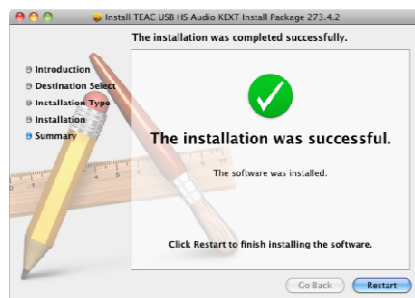 Install TEAC USB HS Audio KEXT Install Package 273.4.2
The installation was completed successfully.
Introduction
Destination Select
Installation Type
Installation
Summary
The installation was successful.
The software was installed.
Click Restart to finish installing the software.
Go Back
Restart